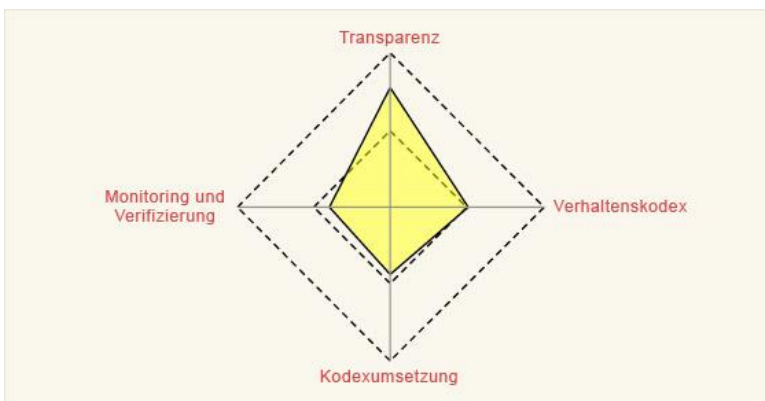 Transparenz
Monitoring und
Verifizierung
Verhaltenskodex
Kodexumsetzung